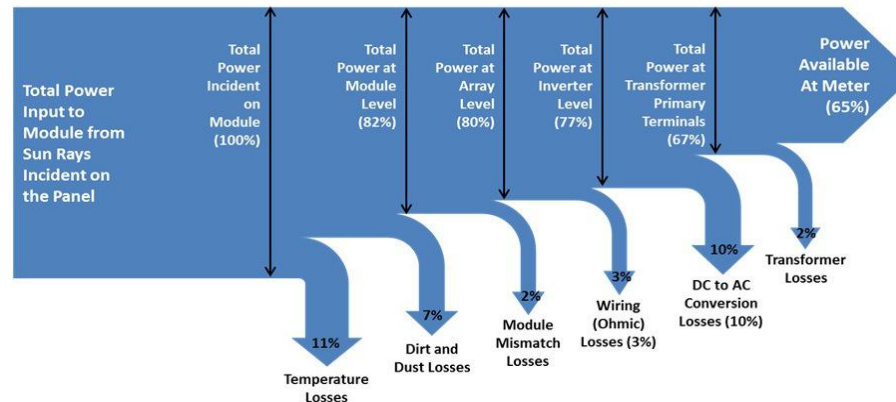 Total Power
Input to
Module from
Sun Rays
Incident on
the Panel
Total
Power
Incident
on
Module
(100%)
Total
Power at
Module
Level
(82%)
Total
Power at
Array
Level
(80%)
Total
Power at
Inverter
Level
(77%)
Total
Power at
Transformer
Primary
Terminals
(67%)
Power
Available
At Meter
(65%)
11%
Temperature
Losses
7%
Dirt and
Dust Losses
2%
Module
Mismatch
Losses
3%
Wiring
(Ohmic)
Losses (3%)
10%
DC to AC
Conversion
Losses (10%)
2%
Transformer
Losses